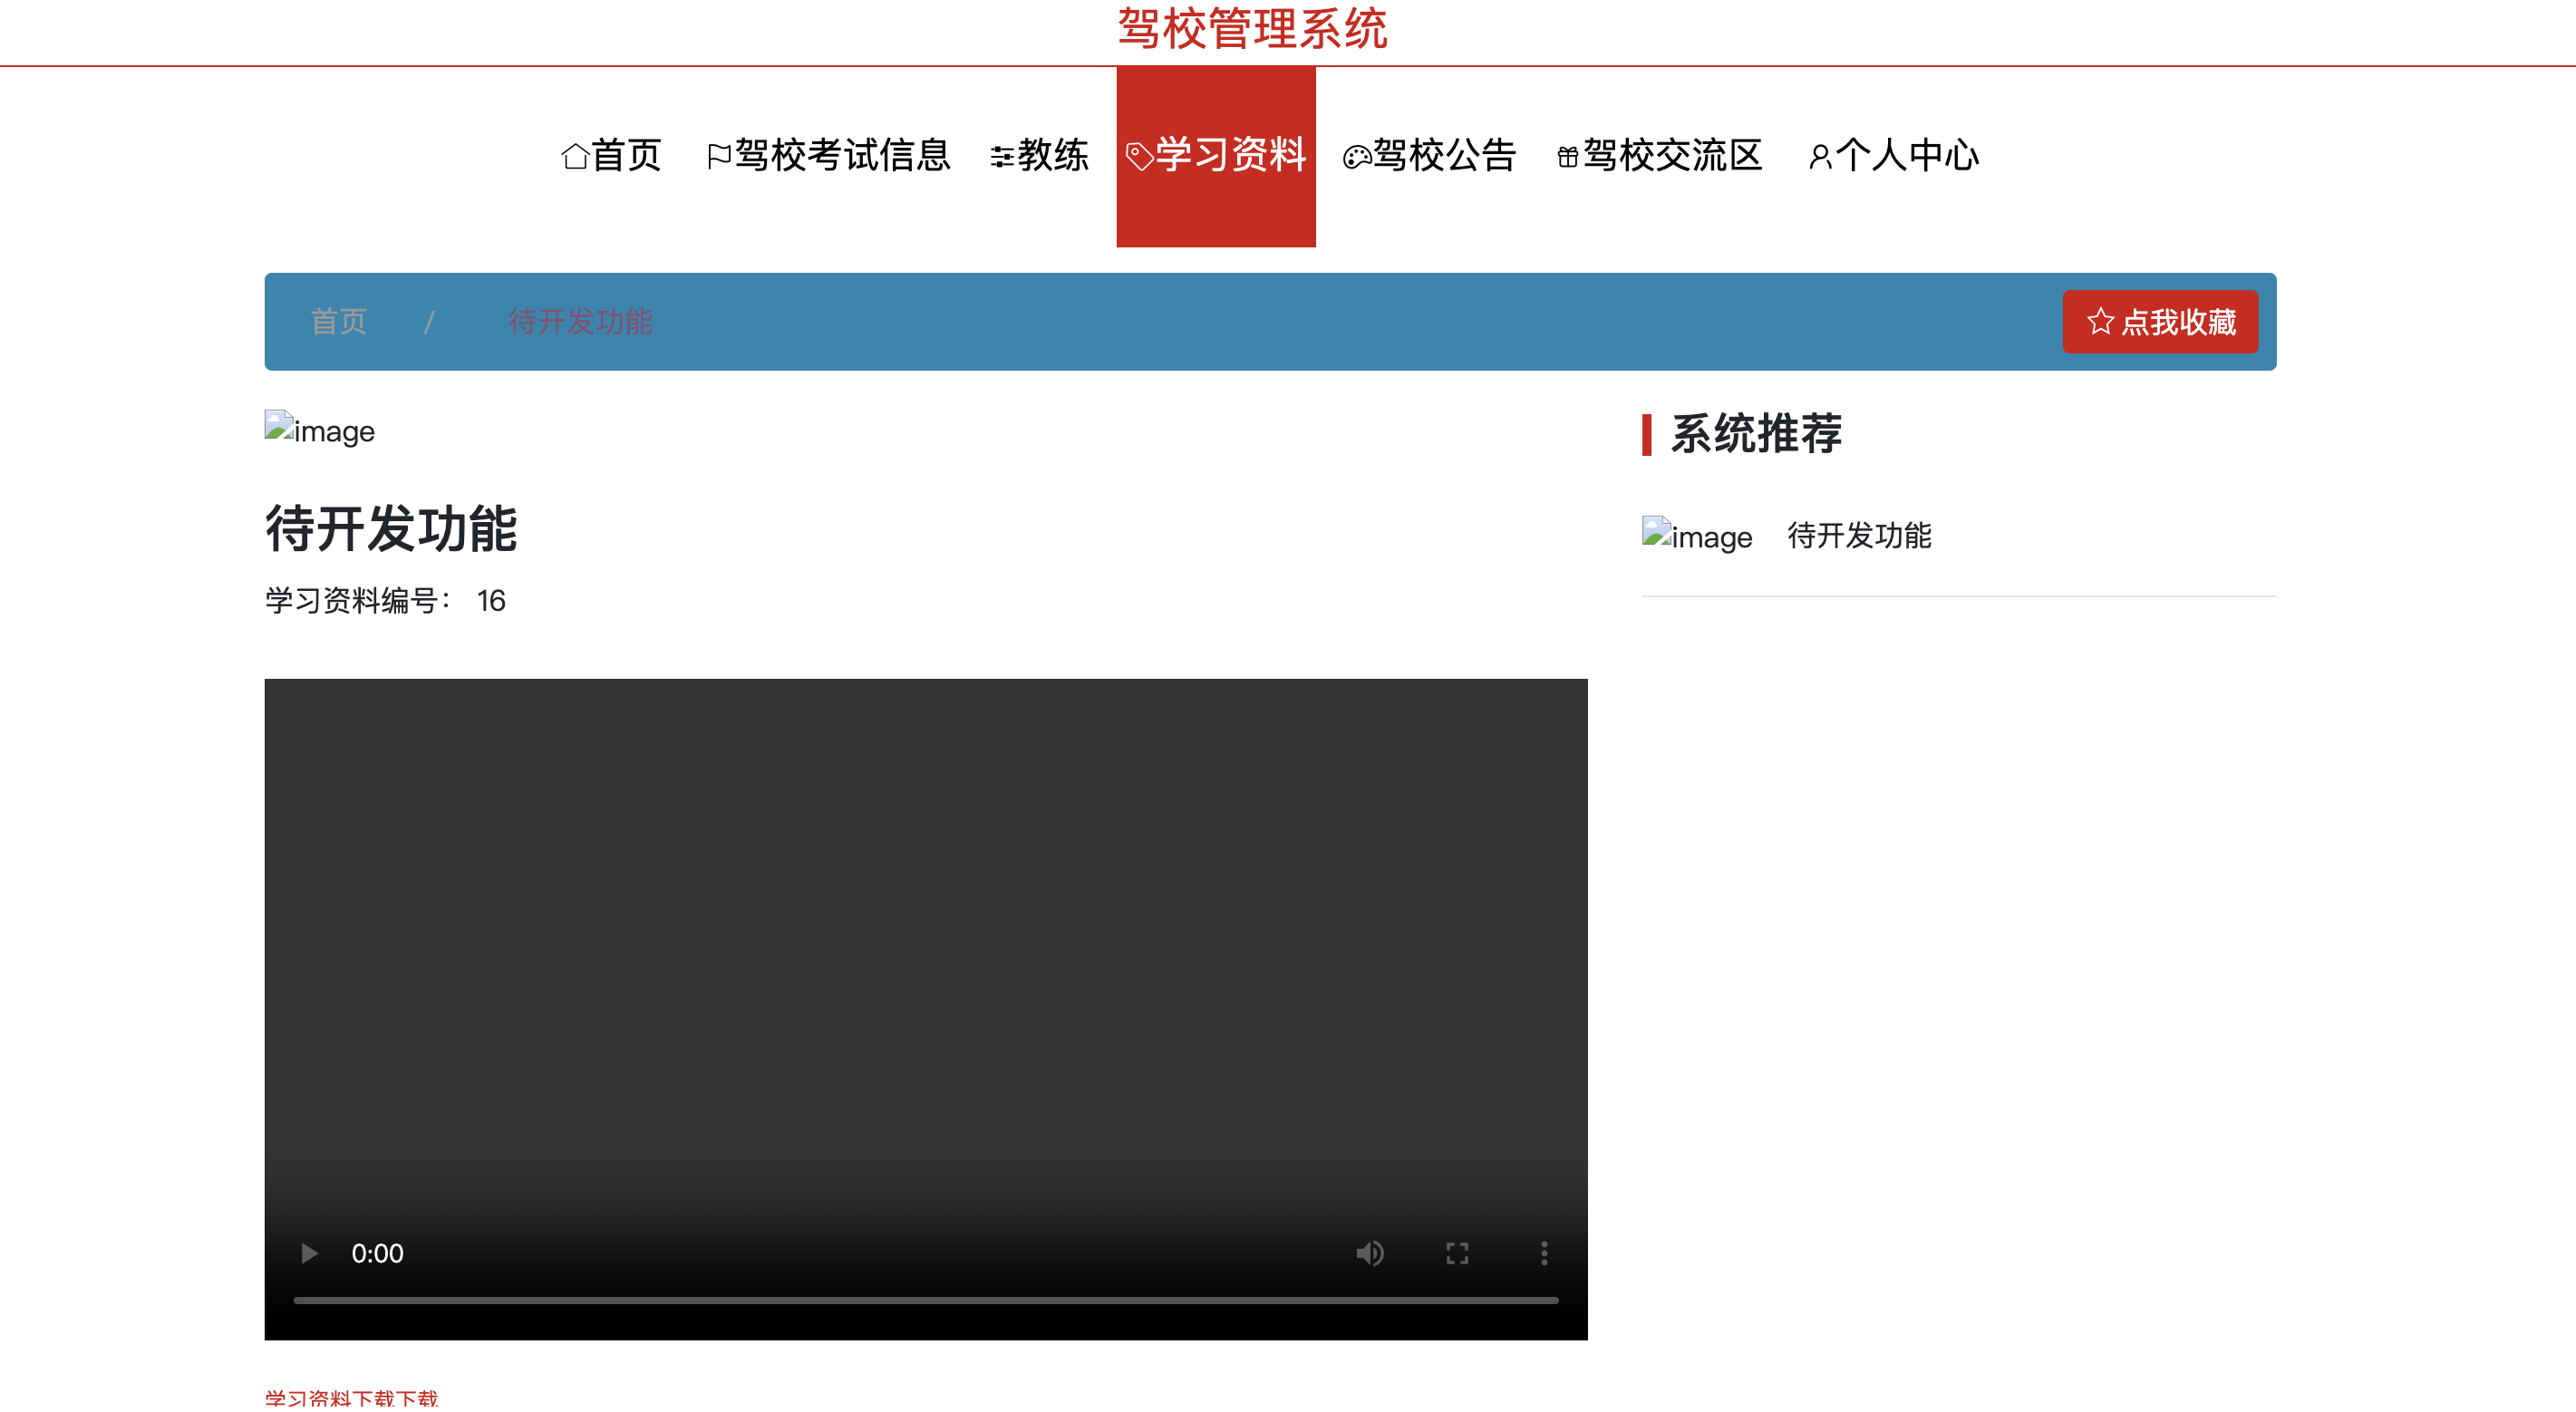 驾校管理系统
首页 驾校考试信息 教练 学习资料 驾校公告 驾校交流区 个人中心
首页 / 待开发功能 点我收藏
image
待开发功能
学习资料编号： 16
0:00
学习资料下载下载
系统推荐
image 待开发功能